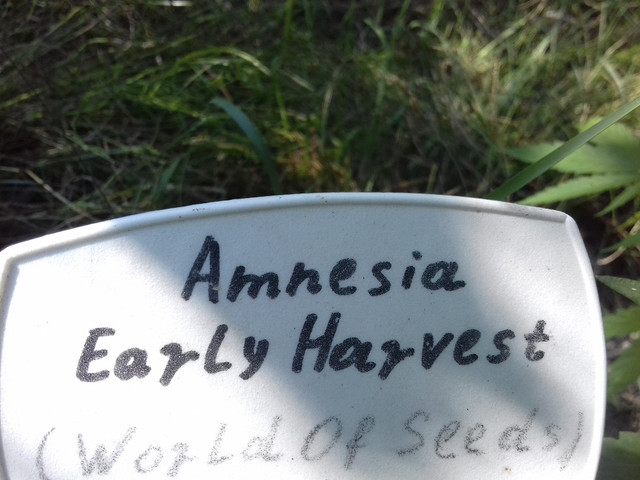 Amnesia
Early Harvest
(World Of Seeds)